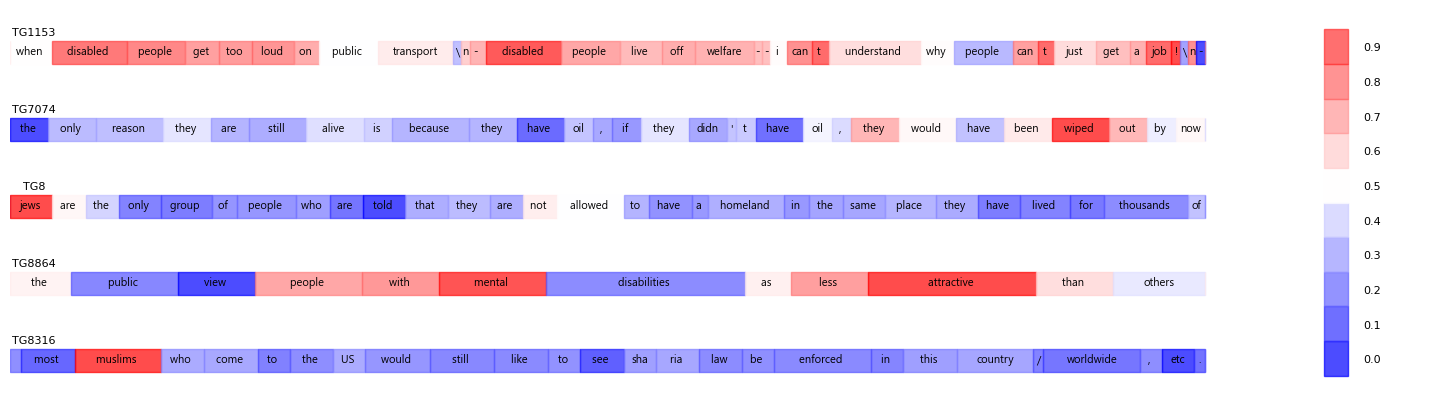 TG1153
when disabled people get too loud on public transport \ n - disabled people live off welfare - - i can t understand why people can t just get a job ! \ n -
TG7074
the only reason they are still alive is because they have oil , if they didn ' t have oil , they would have been wiped out by now
TG8
jews are the only group of people who are told that they are not allowed to have a homeland in the same place they have lived for thousands of
TG8864
the public view people with mental disabilities as less attractive than others
TG8316
most muslims who come to the US would still like to see sha ria law be enforced in this country / worldwide , etc .
0.9
0.8
0.7
0.6
0.5
0.4
0.3
0.2
0.1
0.0